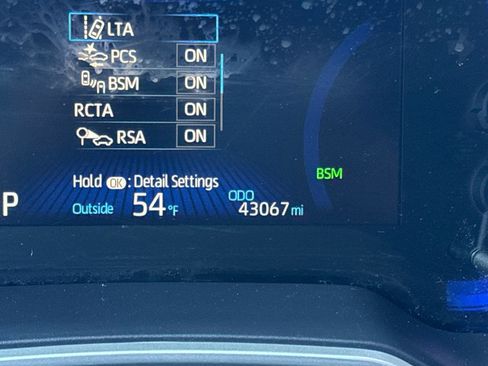 LTA
PCS ON
BSM ON
RCTA ON
RSA ON
Hold OK : Detail Settings
BSM
P Outside 54°F ODO 43067 mi